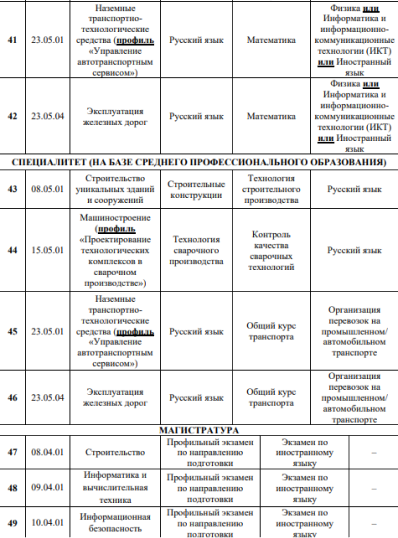 41 23.05.01 Наземные транспортно-технологические средства (профиль «Управление автотранспортным сервисом») Русский язык Математика Физика или Информатика и информационно-коммуникационные технологии (ИКТ) или Иностранный язык
42 23.05.04 Эксплуатация железных дорог Русский язык Математика Физика или Информатика и информационно-коммуникационные технологии (ИКТ) или Иностранный язык
СПЕЦИАЛИТЕТ (НА БАЗЕ СРЕДНЕГО ПРОФЕССИОНАЛЬНОГО ОБРАЗОВАНИЯ)
43 08.05.01 Строительство уникальных зданий и сооружений Строительные конструкции Технология строительного производства Русский язык
44 15.05.01 Машиностроение (профиль «Проектирование технологических комплексов в сварочном производстве») Технология сварочного производства Контроль качества сварочных технологий Русский язык
45 23.05.01 Наземные транспортно-технологические средства (профиль «Управление автотранспортным сервисом») Русский язык Общий курс транспорта Организация перевозок на промышленном/автомобильном транспорте
46 23.05.04 Эксплуатация железных дорог Русский язык Общий курс транспорта Организация перевозок на промышленном/автомобильном транспорте
МАГИСТРАТУРА
47 08.04.01 Строительство Профильный экзамен по направлению подготовки Экзамен по иностранному языку –
48 09.04.01 Информатика и вычислительная техника Профильный экзамен по направлению подготовки Экзамен по иностранному языку –
49 10.04.01 Информационная безопасность Профильный экзамен по направлению подготовки Экзамен по иностранному языку –